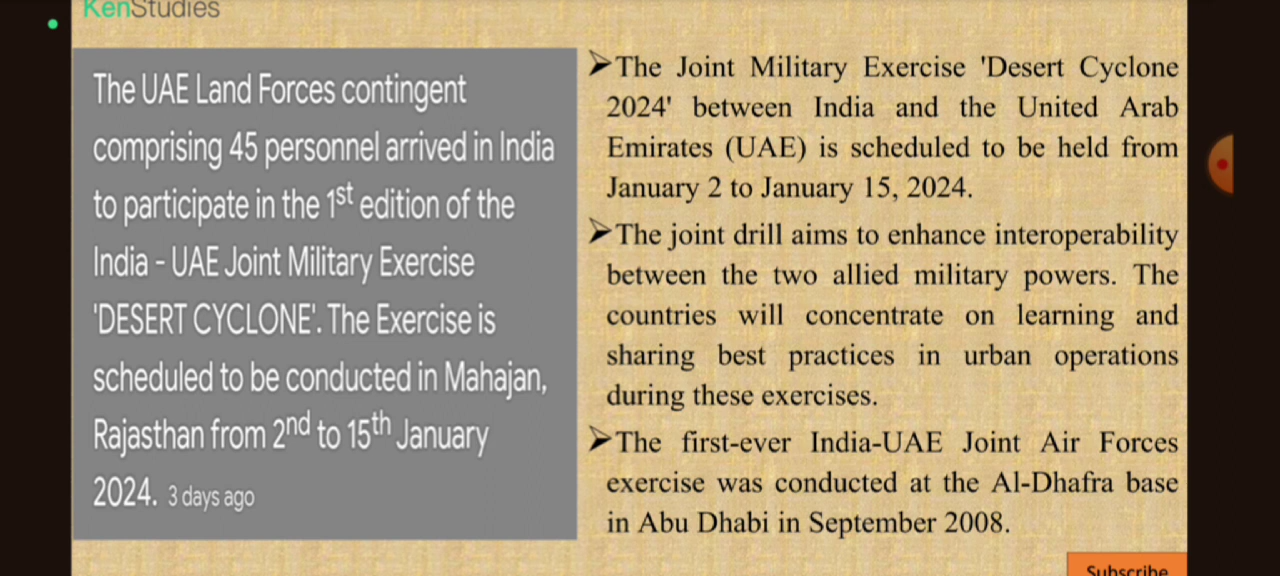 KenStudies
The UAE Land Forces contingent
comprising 45 personnel arrived in India
to participate in the 1st edition of the
India - UAE Joint Military Exercise
'DESERT CYCLONE'. The Exercise is
scheduled to be conducted in Mahajan,
Rajasthan from 2nd to 15th January
2024. 3 days ago
➢The Joint Military Exercise 'Desert Cyclone
2024' between India and the United Arab
Emirates (UAE) is scheduled to be held from
January 2 to January 15, 2024.
➢The joint drill aims to enhance interoperability
between the two allied military powers. The
countries will concentrate on learning and
sharing best practices in urban operations
during these exercises.
➢The first-ever India-UAE Joint Air Forces
exercise was conducted at the Al-Dhafra base
in Abu Dhabi in September 2008.
Subscribe